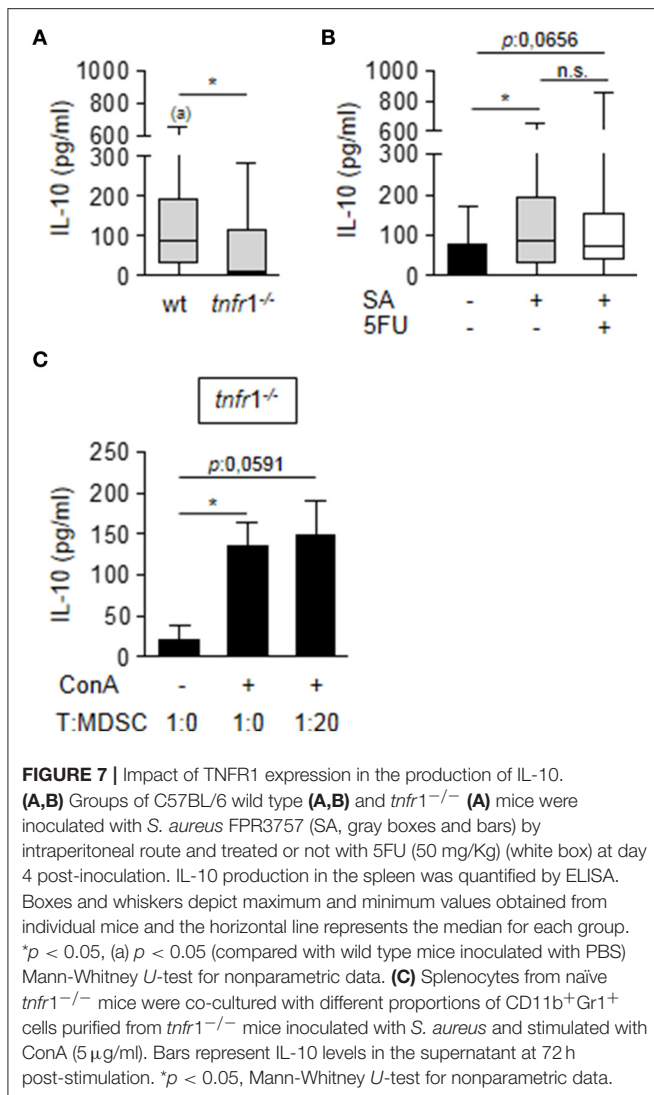 A
B
p:0,0656
*
n.s.
(a)
*
IL-10 (pg/ml)
1000
800
600
300
200
100
0
wt tnfr1-/-
IL-10 (pg/ml)
1000
800
600
300
200
100
0
SA - + +
5FU - - +
C
tnfr1-/-
p:0,0591
*
IL-10 (pg/ml)
250
200
150
100
50
0
ConA - + +
T:MDSC 1:0 1:0 1:20
FIGURE 7 | Impact of TNFR1 expression in the production of IL-10.
(A,B) Groups of C57BL/6 wild type (A,B) and tnfr1−/− (A) mice were
inoculated with S. aureus FPR3757 (SA, gray boxes and bars) by
intraperitoneal route and treated or not with 5FU (50 mg/Kg) (white box) at day
4 post-inoculation. IL-10 production in the spleen was quantified by ELISA.
Boxes and whiskers depict maximum and minimum values obtained from
individual mice and the horizontal line represents the median for each group.
*p < 0.05, (a) p < 0.05 (compared with wild type mice inoculated with PBS)
Mann-Whitney U-test for nonparametric data. (C) Splenocytes from naïve
tnfr1−/− mice were co-cultured with different proportions of CD11b+Gr1+
cells purified from tnfr1−/− mice inoculated with S. aureus and stimulated with
ConA (5 μg/ml). Bars represent IL-10 levels in the supernatant at 72 h
post-stimulation. *p < 0.05, Mann-Whitney U-test for nonparametric data.